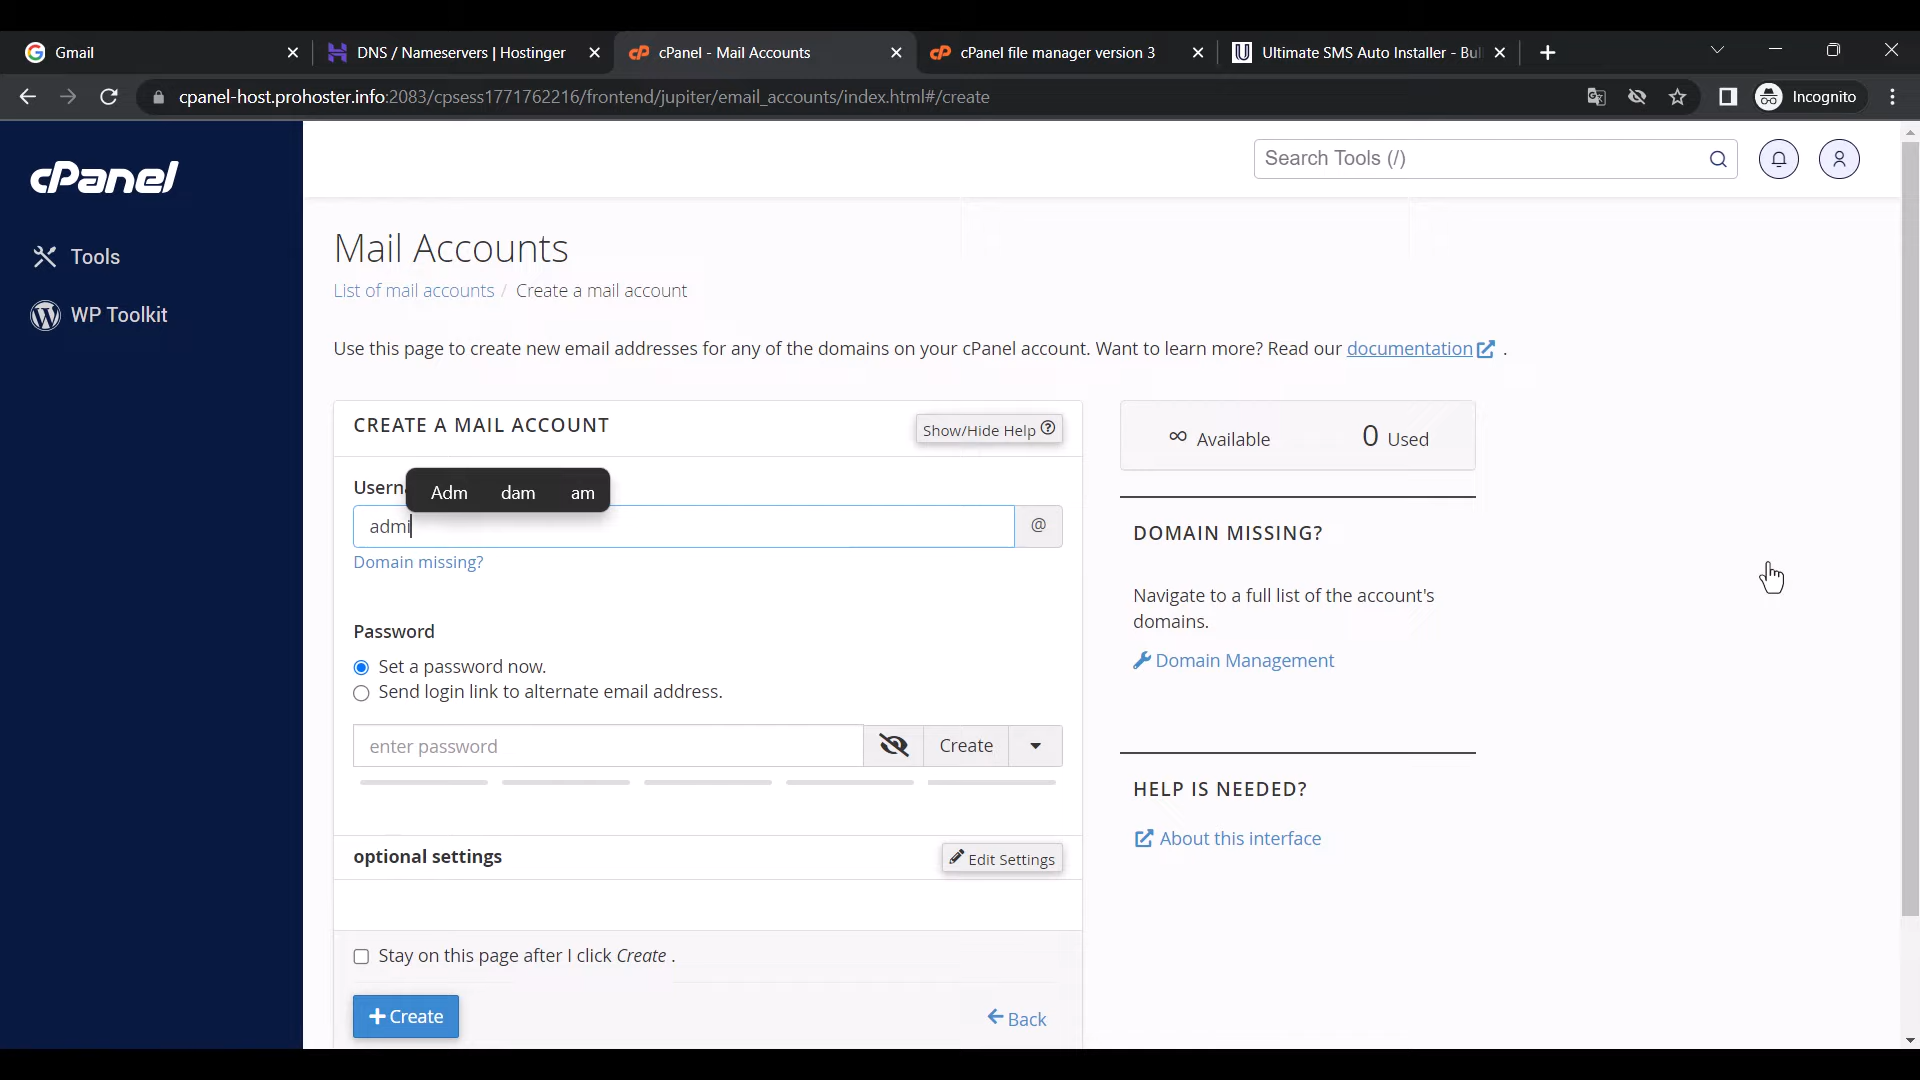 Gmail
DNS / Nameservers | Hostinger
cPanel - Mail Accounts
cPanel file manager version 3
Ultimate SMS Auto Installer - Bul
cpanel-host.prohoster.info:2083/cpsess1771762216/frontend/jupiter/email_accounts/index.html#/create
Incognito
cPanel
Search Tools (/)
Tools
WP Toolkit
Mail Accounts
List of mail accounts / Create a mail account
Use this page to create new email addresses for any of the domains on your cPanel account. Want to learn more? Read our documentation .
CREATE A MAIL ACCOUNT
Show/Hide Help
∞ Available
0 Used
Userna
Adm dam am
admi
@
Domain missing?
DOMAIN MISSING?
Navigate to a full list of the account's
domains.
Domain Management
Password
Set a password now.
Send login link to alternate email address.
enter password
Create
HELP IS NEEDED?
About this interface
optional settings
Edit Settings
Stay on this page after I click Create .
+ Create
Back